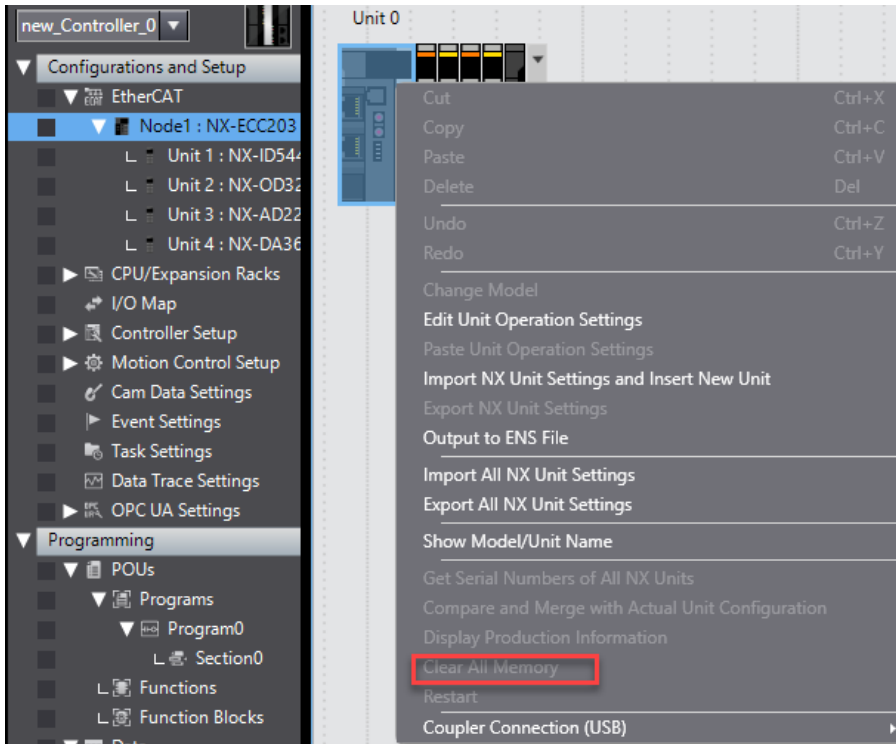 new_Controller_0
Configurations and Setup
EtherCAT
Node1 : NX-ECC203
Unit 1 : NX-ID544
Unit 2 : NX-OD32
Unit 3 : NX-AD22
Unit 4 : NX-DA36
CPU/Expansion Racks
I/O Map
Controller Setup
Motion Control Setup
Cam Data Settings
Event Settings
Task Settings
Data Trace Settings
OPC UA Settings
Programming
POUs
Programs
Program0
Section0
Functions
Function Blocks
Unit 0
Cut Ctrl+X
Copy Ctrl+C
Paste Ctrl+V
Delete Del
Undo Ctrl+Z
Redo Ctrl+Y
Change Model
Edit Unit Operation Settings
Paste Unit Operation Settings
Import NX Unit Settings and Insert New Unit
Export NX Unit Settings
Output to ENS File
Import All NX Unit Settings
Export All NX Unit Settings
Show Model/Unit Name
Get Serial Numbers of All NX Units
Compare and Merge with Actual Unit Configuration
Display Production Information
Clear All Memory
Restart
Coupler Connection (USB)